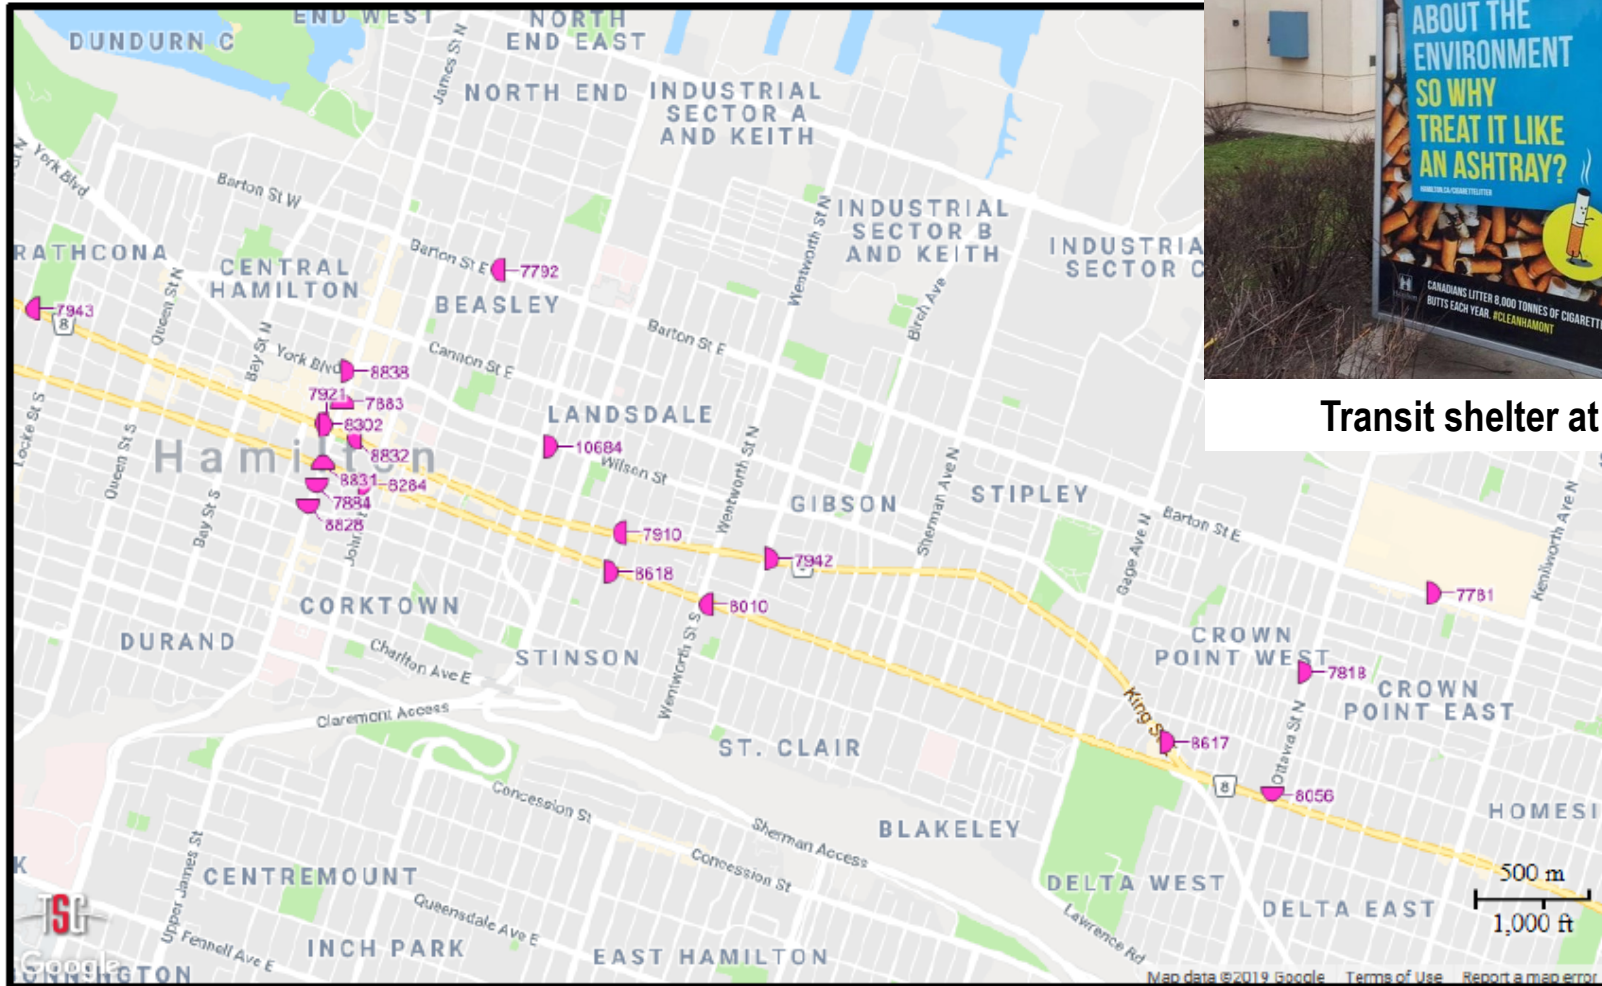 END WEST
NORTH
END EAST
DUNDURN C
James St N
NORTH END
INDUSTRIAL
SECTOR A
AND KEITH
York Blvd
Barton St W
Wentworth St N
INDUSTRIAL
SECTOR B
AND KEITH
INDUSTRIA
SECTOR C
RATHCONA
CENTRAL
HAMILTON
Queen St N
Barton St E
7792
BEASLEY
Birch Ave
7943
8
Bay St N
York Blvd
8838
Cannon St E
Barton St E
7921
7883
8302
LANDSDALE
Locke St S
Queen St S
Hamilton
8832
10684
Wilson St
Wentworth St N
8831
8284
7884
8828
Bay St S
John
GIBSON
STIPLEY
Sherman Ave N
Gage Ave N
Barton St E
Kenilworth Ave N
7910
7942
8618
8010
7781
CORKTOWN
DURAND
Charlton Ave E
STINSON
Wentworth St S
CROWN
POINT WEST
7818
CROWN
POINT EAST
Claremont Access
King S
8617
Ottawa St N
ST. CLAIR
8
8056
HOMESI
Concession St
Sherman Access
BLAKELEY
Concession St
Upper James St
K
CENTREMOUNT
Queensdale Ave E
DELTA WEST
DELTA EAST
Lawrence Rd
500 m
1,000 ft
TSG
Google
Fennell Ave E
INCH PARK
EAST HAMILTON
NNINGTON
Map data ©2019 Google
Terms of Use
Report a map error
ABOUT THE
ENVIRONMENT
SO WHY
TREAT IT LIKE
AN ASHTRAY?
HAMILTON.CA/CIGARETTELITTER
CANADIANS LITTER 8,000 TONNES OF CIGARETTE
BUTTS EACH YEAR. #CLEANHAMONT
Transit shelter at